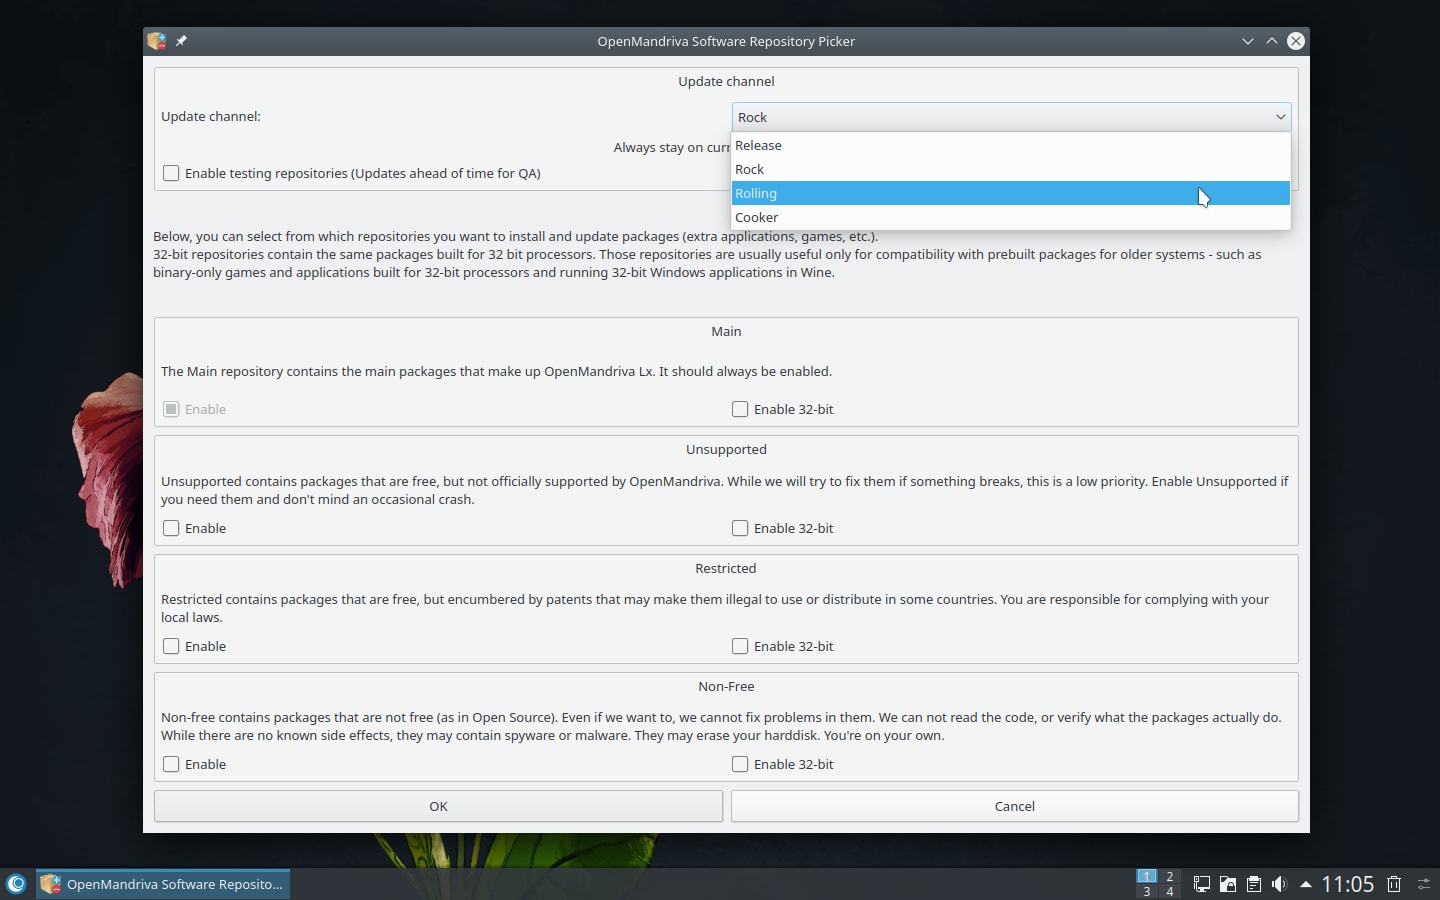 OpenMandriva Software Repository Picker
Update channel
Update channel:
Rock
Release
Rock
Rolling
Cooker
Always stay on curr
Enable testing repositories (Updates ahead of time for QA)
Below, you can select from which repositories you want to install and update packages (extra applications, games, etc.).
32-bit repositories contain the same packages built for 32 bit processors. Those repositories are usually useful only for compatibility with prebuilt packages for older systems - such as
binary-only games and applications built for 32-bit processors and running 32-bit Windows applications in Wine.
Main
The Main repository contains the main packages that make up OpenMandriva Lx. It should always be enabled.
Enable
Enable 32-bit
Unsupported
Unsupported contains packages that are free, but not officially supported by OpenMandriva. While we will try to fix them if something breaks, this is a low priority. Enable Unsupported if
you need them and don't mind an occasional crash.
Enable
Enable 32-bit
Restricted
Restricted contains packages that are free, but encumbered by patents that may make them illegal to use or distribute in some countries. You are responsible for complying with your
local laws.
Enable
Enable 32-bit
Non-Free
Non-free contains packages that are not free (as in Open Source). Even if we want to, we cannot fix problems in them. We can not read the code, or verify what the packages actually do.
While there are no known side effects, they may contain spyware or malware. They may erase your harddisk. You're on your own.
Enable
Enable 32-bit
OK
Cancel
OpenMandriva Software Reposito...
1 2
3 4
11:05